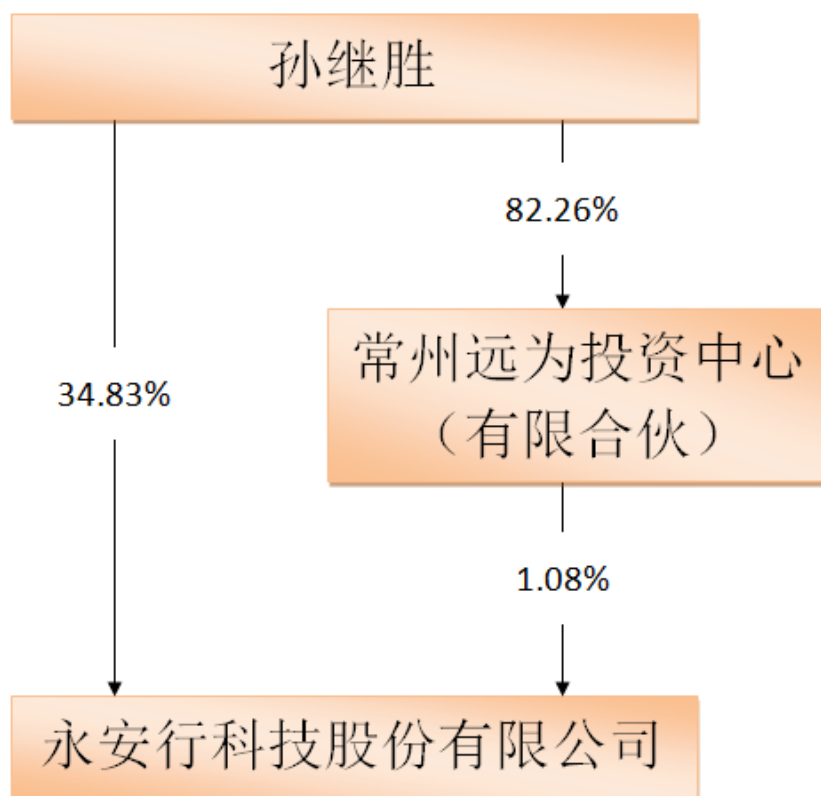 孙继胜
82.26%
常州远为投资中心
（有限合伙）
34.83%
1.08%
永安行科技股份有限公司